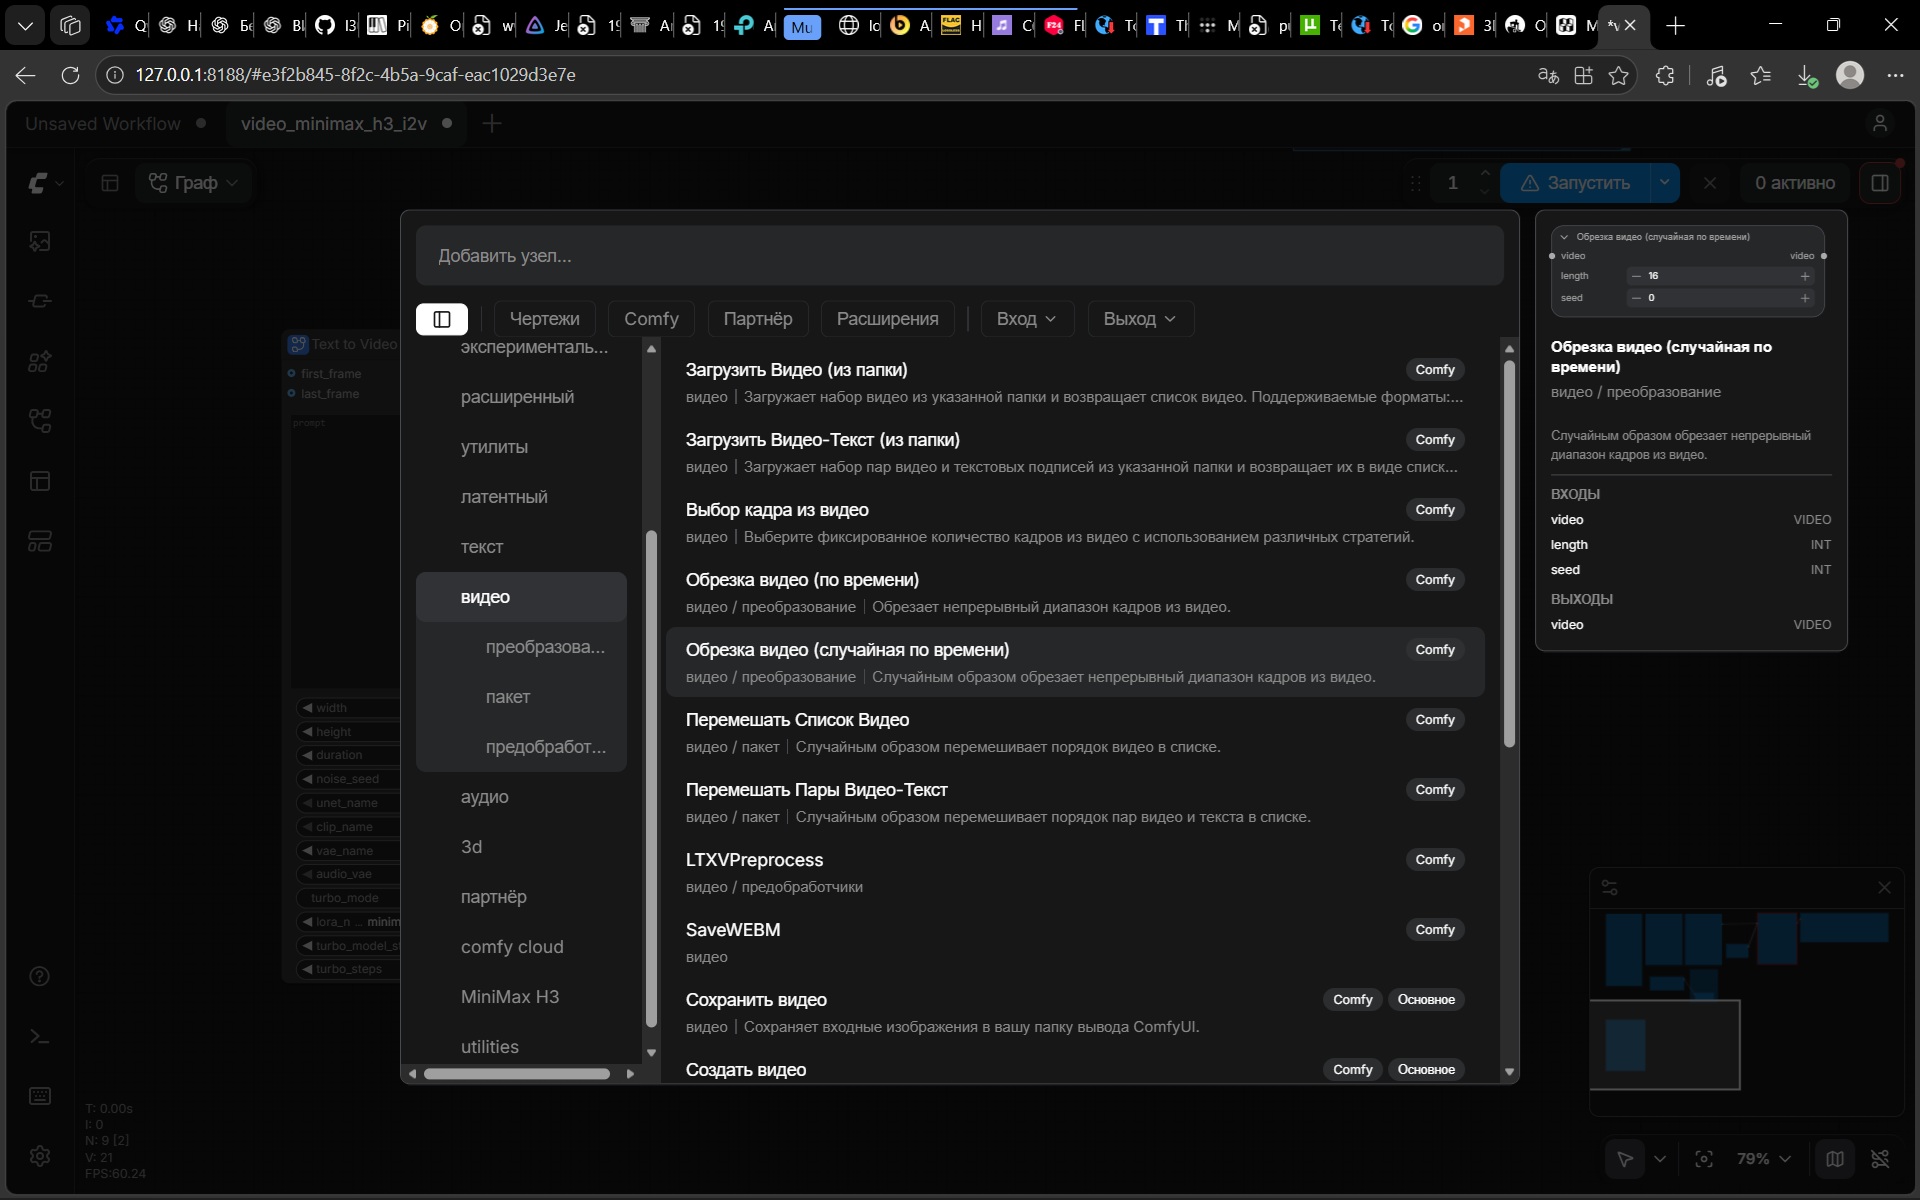 127.0.0.1:8188/#e3f2b845-8f2c-4b5a-9caf-eac1029d3e7e
Unsaved Workflow
video_minimax_h3_i2v
Граф
1
Запустить
0 активно
Добавить узел...
Чертежи
Comfy
Партнёр
Расширения
Вход
Выход
Text to Video
first_frame
last_frame
prompt
width
height
duration
noise_seed
unet_name
clip_name
vae_name
audio_vae
turbo_mode
lora_n ... minim
turbo_model_s
turbo_steps
эксперименталь...
расширенный
утилиты
латентный
текст
видео
преобразова...
пакет
предобработ...
аудио
3d
партнёр
comfy cloud
MiniMax H3
utilities
Загрузить Видео (из папки)
Comfy
видео | Загружает набор видео из указанной папки и возвращает список видео. Поддерживаемые форматы:...
Загрузить Видео-Текст (из папки)
Comfy
видео | Загружает набор пар видео и текстовых подписей из указанной папки и возвращает их в виде списк...
Выбор кадра из видео
Comfy
видео | Выберите фиксированное количество кадров из видео с использованием различных стратегий.
Обрезка видео (по времени)
Comfy
видео / преобразование | Обрезает непрерывный диапазон кадров из видео.
Обрезка видео (случайная по времени)
Comfy
видео / преобразование | Случайным образом обрезает непрерывный диапазон кадров из видео.
Перемешать Список Видео
Comfy
видео / пакет | Случайным образом перемешивает порядок видео в списке.
Перемешать Пары Видео-Текст
Comfy
видео / пакет | Случайным образом перемешивает порядок пар видео и текста в списке.
LTXVPreprocess
Comfy
видео / предобработчики
SaveWEBM
Comfy
видео
Сохранить видео
Comfy
Основное
видео | Сохраняет входные изображения в вашу папку вывода ComfyUI.
Создать видео
Comfy
Основное
Обрезка видео (случайная по времени)
video
video
length
16
seed
0
Обрезка видео (случайная по
времени)
видео / преобразование
Случайным образом обрезает непрерывный
диапазон кадров из видео.
ВХОДЫ
video VIDEO
length INT
seed INT
ВЫХОДЫ
video VIDEO
T: 0.00s
I: 0
N: 9 [2]
V: 21
FPS:60.24
79%